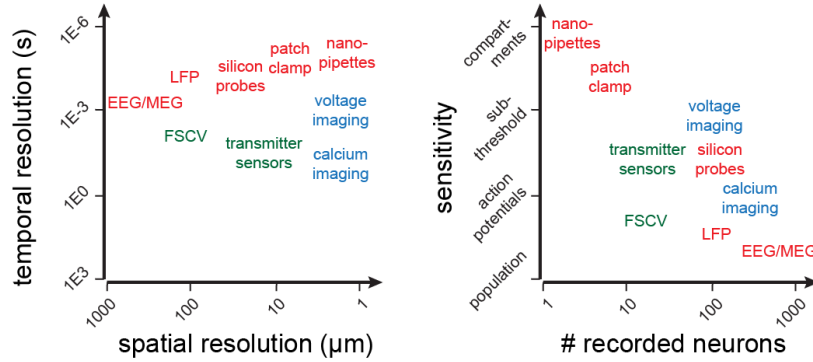 temporal resolution (s)
1E-6
1E-3
1E0
1E3
EEG/MEG
LFP
silicon
probes
patch
clamp
nano-
pipettes
voltage
imaging
FSCV
transmitter
sensors
calcium
imaging
1000
100
10
1
spatial resolution (µm)
sensitivity
compart-
ments
sub-
threshold
action
potentials
population
nano-
pipettes
patch
clamp
voltage
imaging
transmitter
sensors
silicon
probes
calcium
imaging
FSCV
LFP
EEG/MEG
1
10
100
1000
# recorded neurons